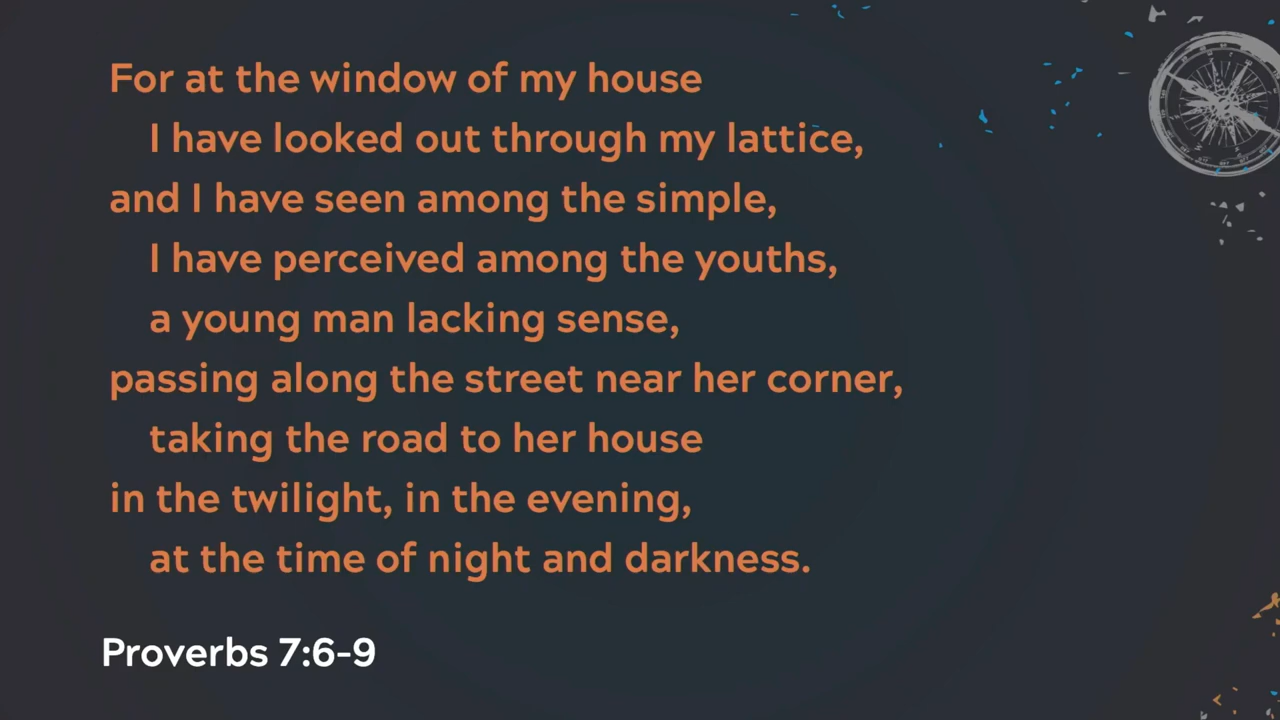 For at the window of my house
I have looked out through my lattice,
and I have seen among the simple,
I have perceived among the youths,
a young man lacking sense,
passing along the street near her corner,
taking the road to her house
in the twilight, in the evening,
at the time of night and darkness.
Proverbs 7:6-9